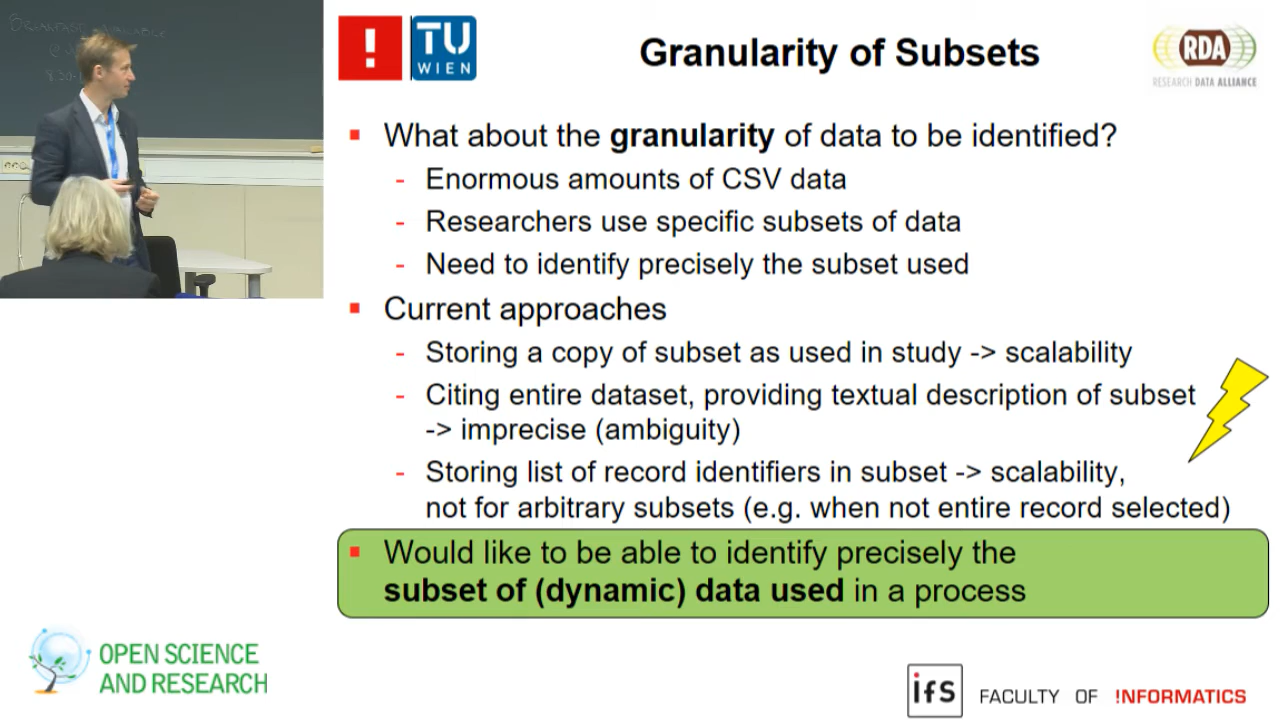 BREAKFAST AVAILABLE
!
TU
WIEN
Granularity of Subsets
RDA
RESEARCH DATA ALLIANCE
What about the granularity of data to be identified?
- Enormous amounts of CSV data
- Researchers use specific subsets of data
- Need to identify precisely the subset used
Current approaches
- Storing a copy of subset as used in study -> scalability
- Citing entire dataset, providing textual description of subset
-> imprecise (ambiguity)
- Storing list of record identifiers in subset -> scalability,
not for arbitrary subsets (e.g. when not entire record selected)
Would like to be able to identify precisely the
subset of (dynamic) data used in a process
OPEN SCIENCE
AND RESEARCH
ifs
FACULTY OF !NFORMATICS